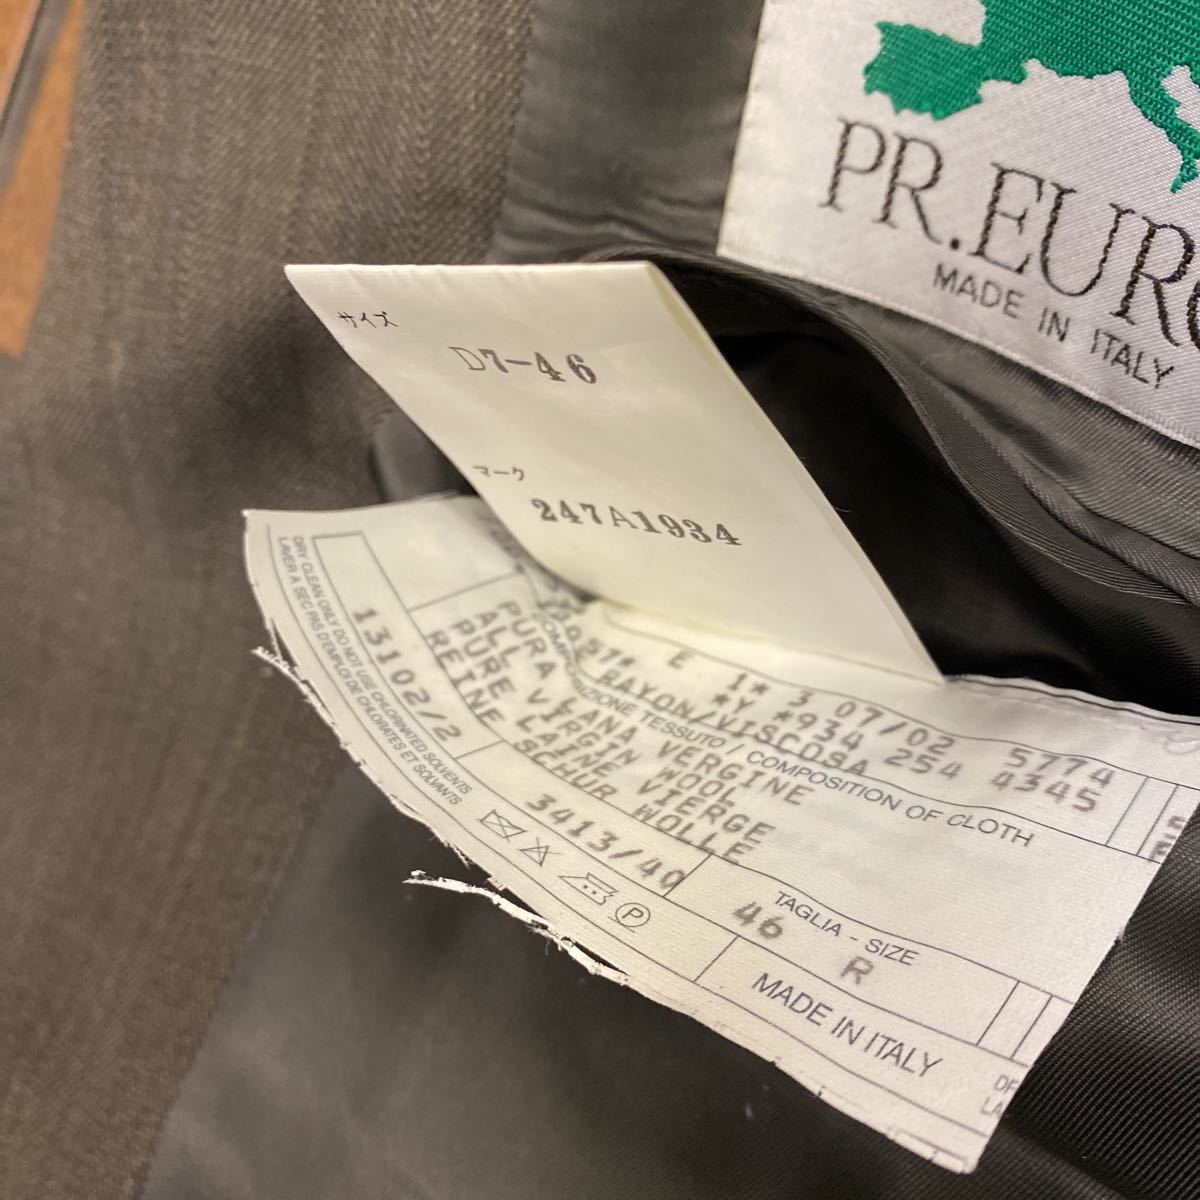 PR.EUR
MADE IN ITALY
サイズ
D7-46
マーク
247A1934
E 1* 3 07/02 5774
*Y *934 254 4345
RAYON/VISCOSA
TESSUTO / COMPOSITION OF CLOTH
PURA LANA VERGINE
ALL VIRGIN WOOL
PURE LAINE VIERGE
REINE SCHUR WOLLE
13102/2
3413/40
TAGLIA - SIZE
46 R
DRY CLEAN ONLY DO NOT USE CHLORINATED SOLVENTS
LAVER A SEC PAS D'EMPLOI DE CHLORATES ET SOLVANTS
P
MADE IN ITALY